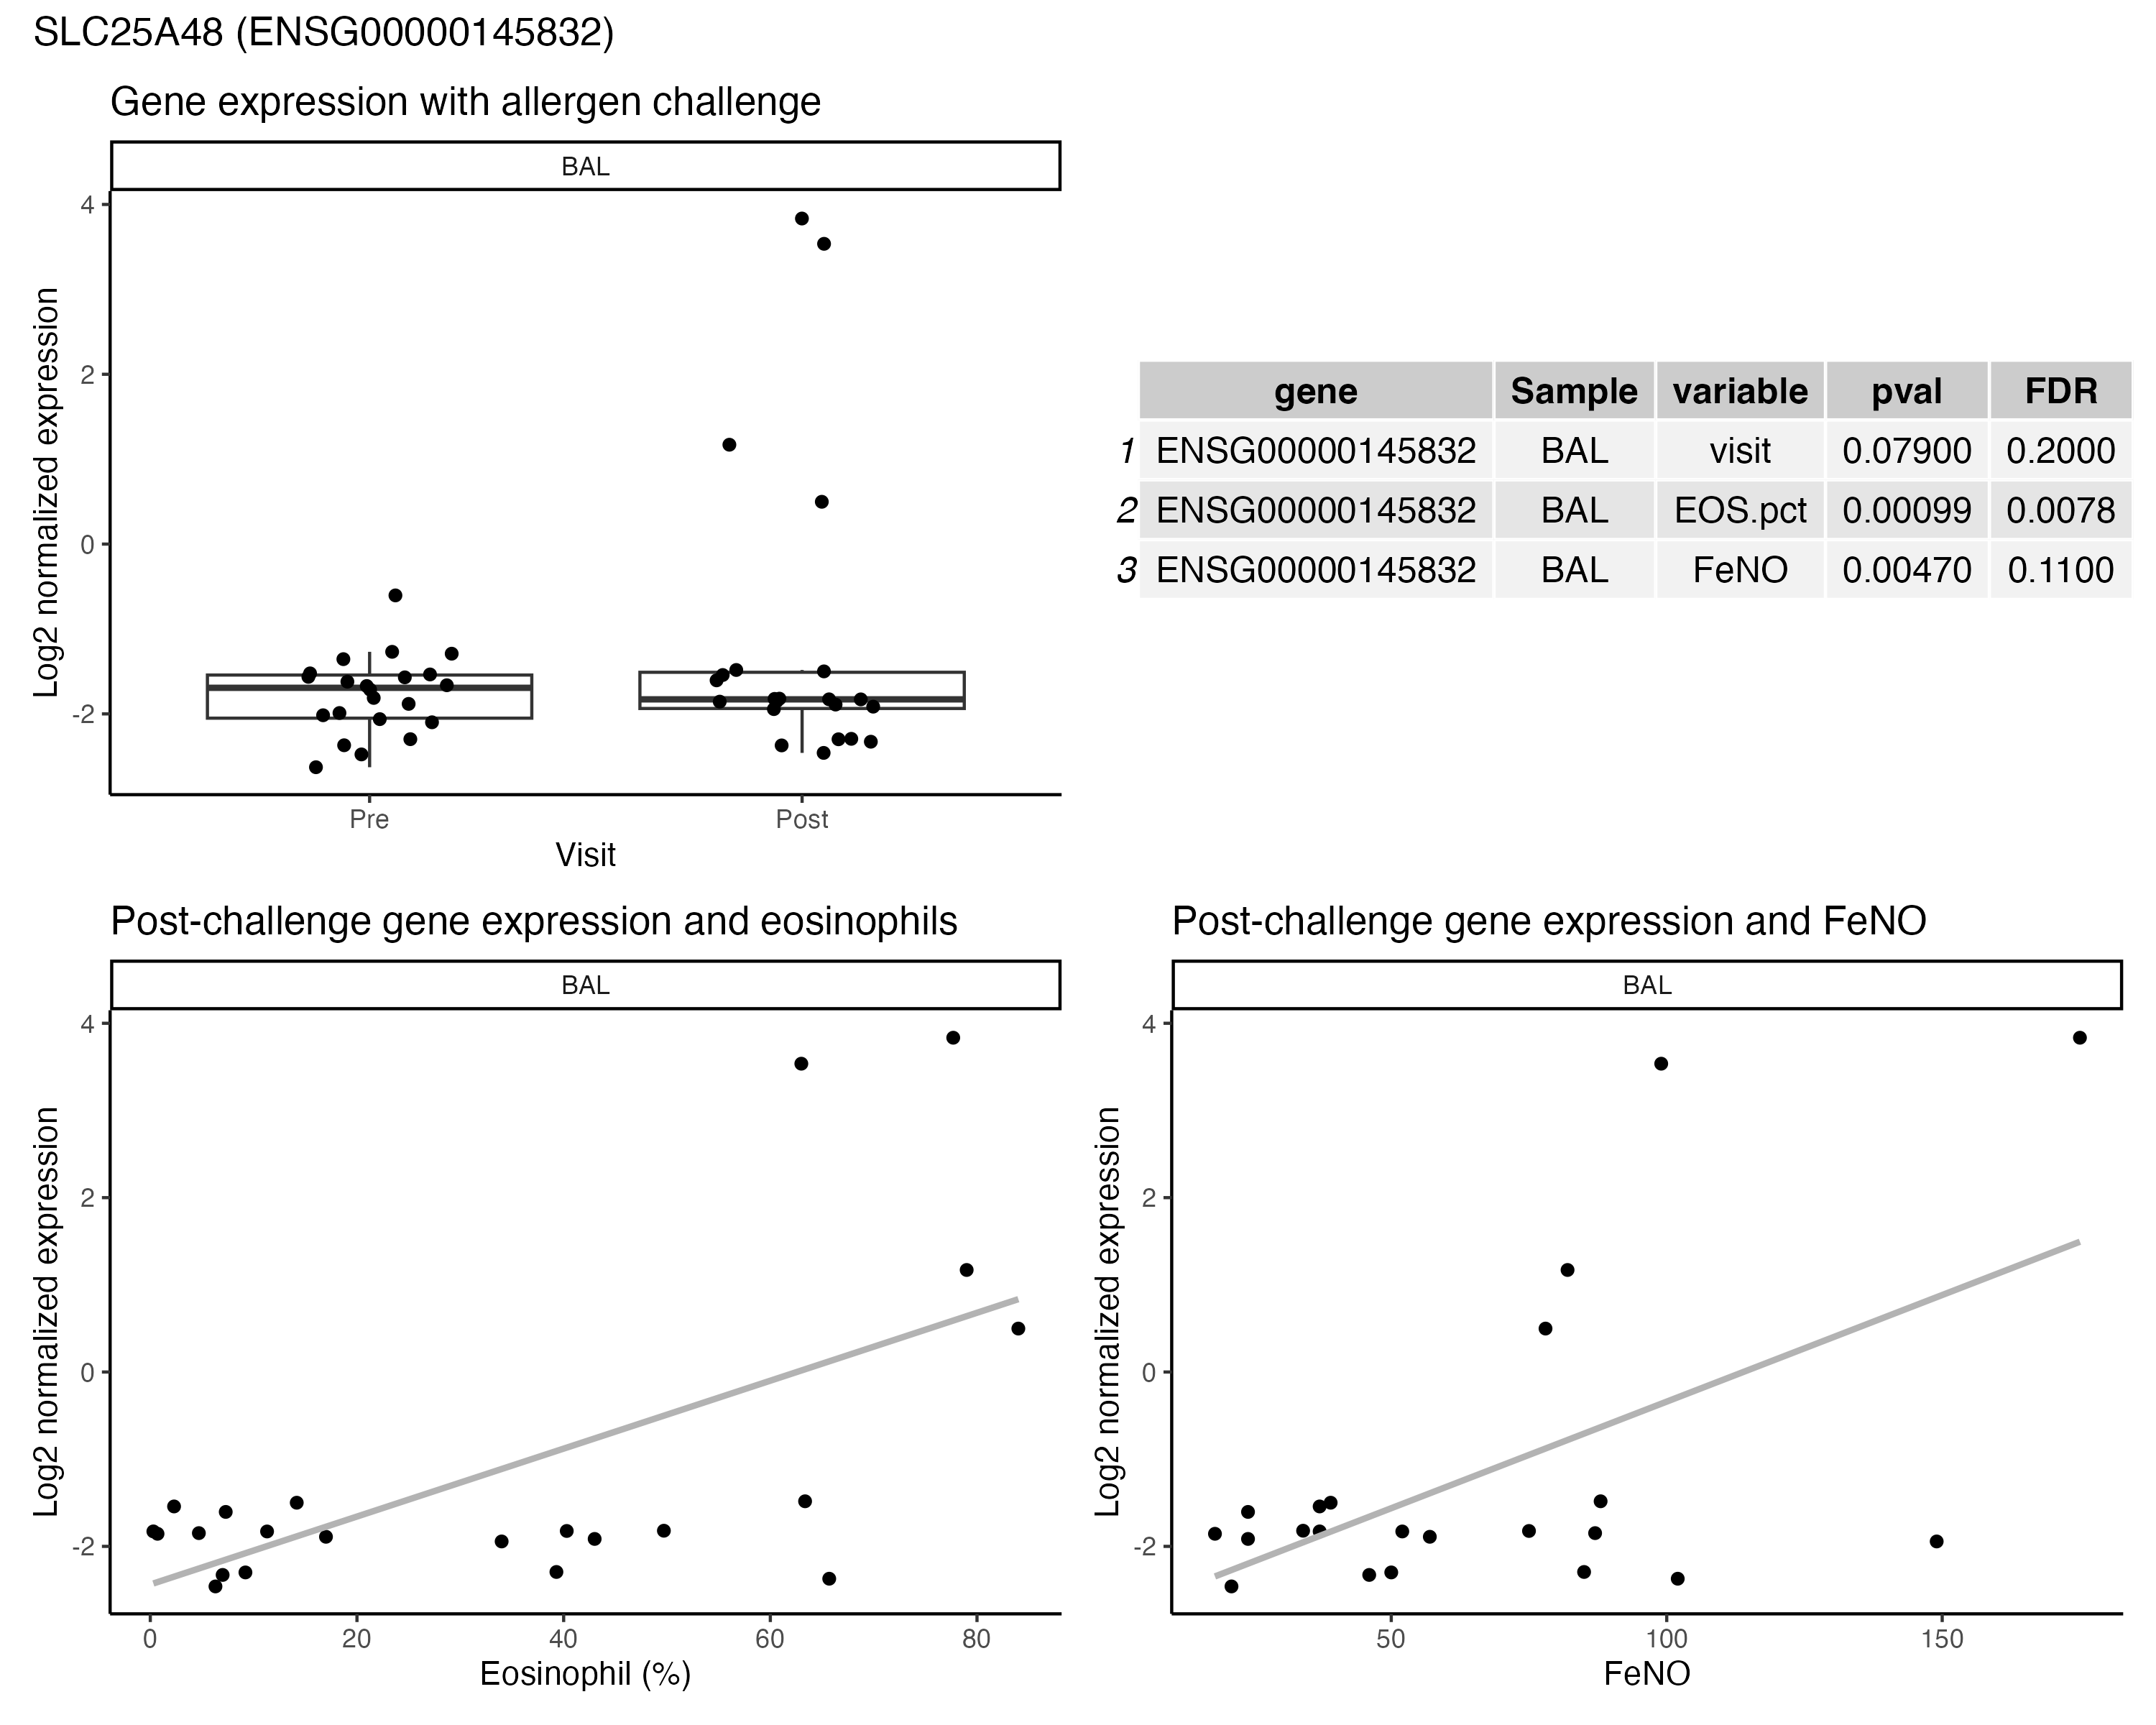 SLC25A48 (ENSG00000145832)
Gene expression with allergen challenge
BAL
Log2 normalized expression
4
2
0
-2
Pre Post
Visit
gene Sample variable pval FDR
1 ENSG00000145832 BAL visit 0.07900 0.2000
2 ENSG00000145832 BAL EOS.pct 0.00099 0.0078
3 ENSG00000145832 BAL FeNO 0.00470 0.1100
Post-challenge gene expression and eosinophils
BAL
Log2 normalized expression
4
2
0
-2
0 20 40 60 80
Eosinophil (%)
Post-challenge gene expression and FeNO
BAL
Log2 normalized expression
4
2
0
-2
50 100 150
FeNO